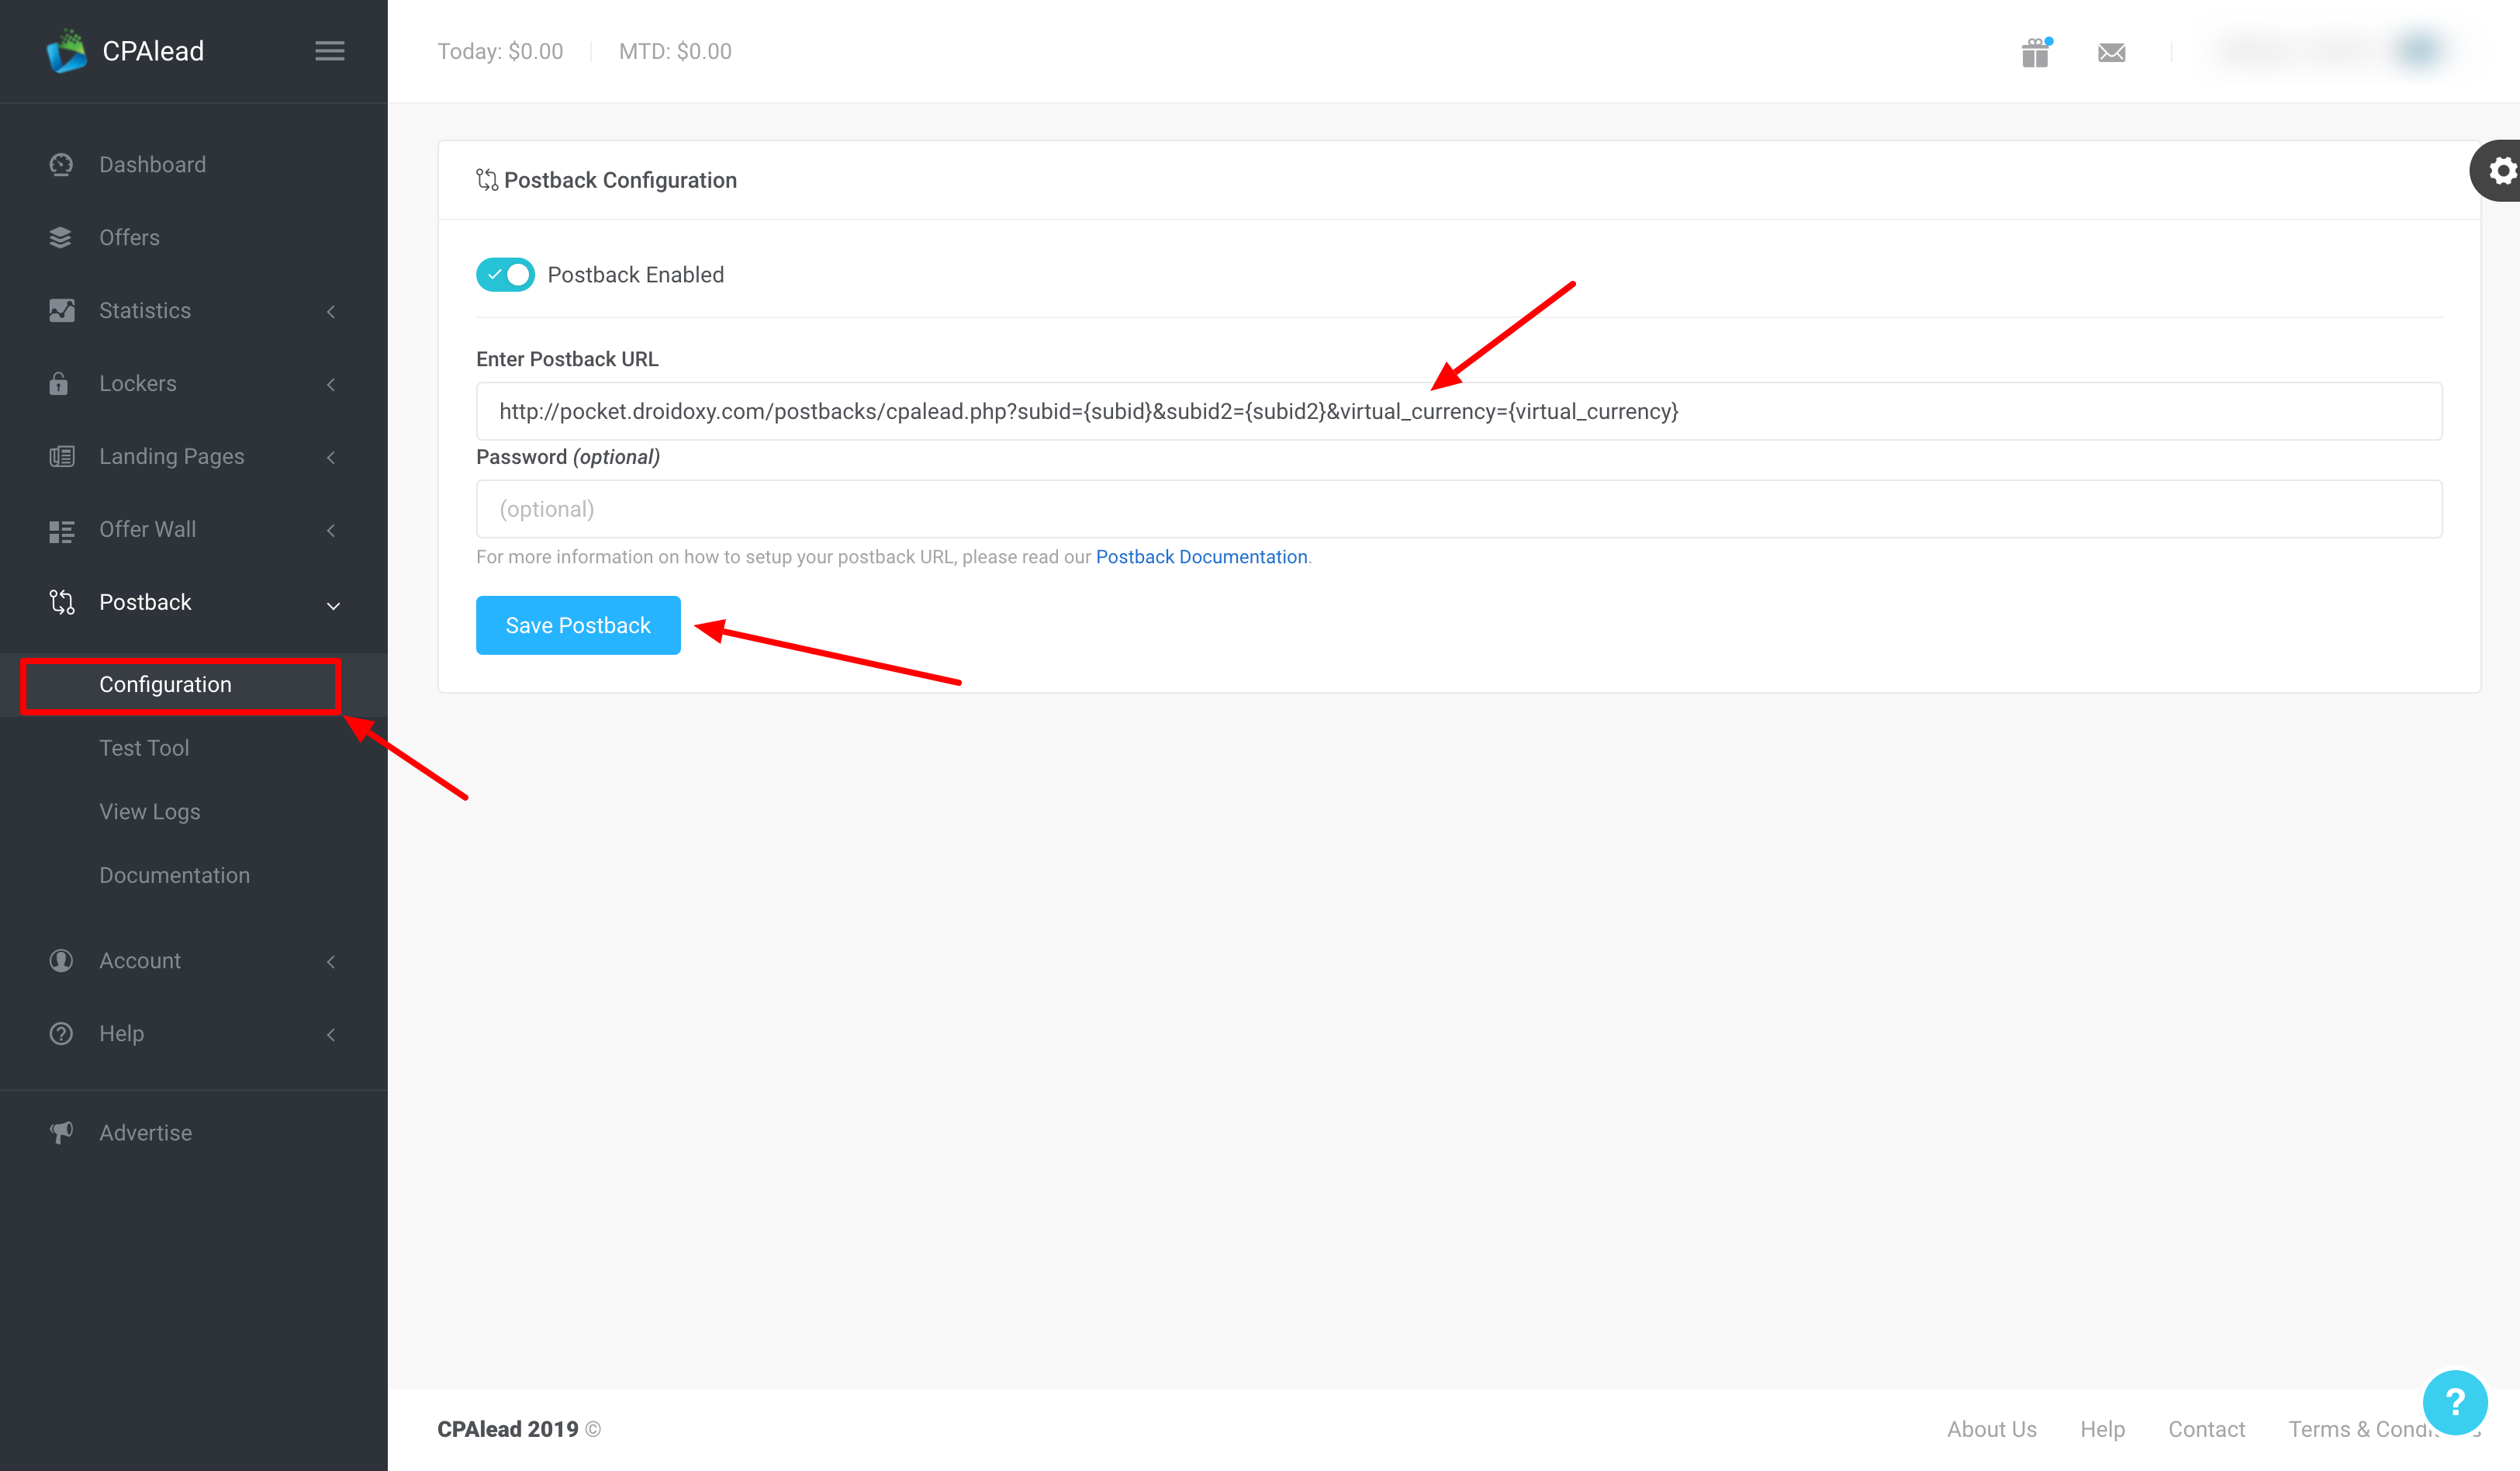 CPAlead
Today: $0.00
MTD: $0.00
Dashboard
Offers
Statistics
Lockers
Landing Pages
Offer Wall
Postback
Configuration
Test Tool
View Logs
Documentation
Account
Help
Advertise
Postback Configuration
Postback Enabled
Enter Postback URL
http://pocket.droidoxy.com/postbacks/cpalead.php?subid={subid}&subid2={subid2}&virtual_currency={virtual_currency}
Password (optional)
(optional)
For more information on how to setup your postback URL, please read our Postback Documentation.
Save Postback
CPAlead 2019 ©
About Us
Help
Contact
Terms &
?